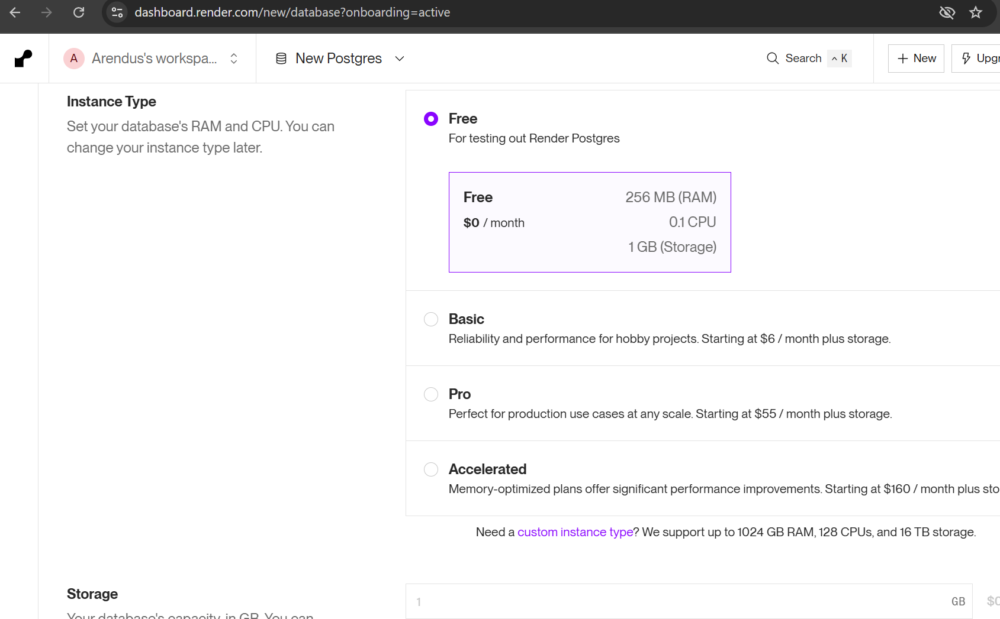 dashboard.render.com/new/database?onboarding=active
A Arendus's workspa... New Postgres Search ^ K + New Upgr
Instance Type
Set your database's RAM and CPU. You can
change your instance type later.
Free
For testing out Render Postgres
Free 256 MB (RAM)
$0 / month 0.1 CPU
1 GB (Storage)
Basic
Reliability and performance for hobby projects. Starting at $6 / month plus storage.
Pro
Perfect for production use cases at any scale. Starting at $55 / month plus storage.
Accelerated
Memory-optimized plans offer significant performance improvements. Starting at $160 / month plus sto
Need a custom instance type? We support up to 1024 GB RAM, 128 CPUs, and 16 TB storage.
Storage
1 GB $0
Your database's capacity, in GB. You can